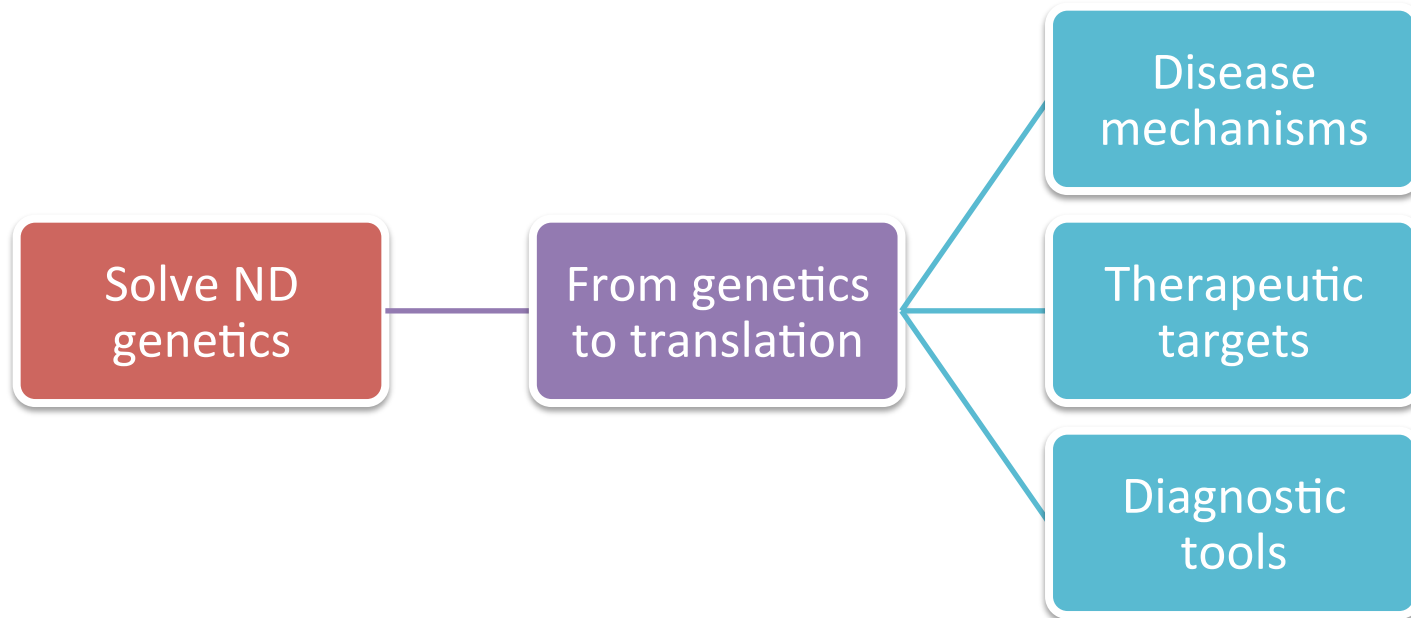 Solve ND
genetics
From genetics
to translation
Disease
mechanisms
Therapeutic
targets
Diagnostic
tools